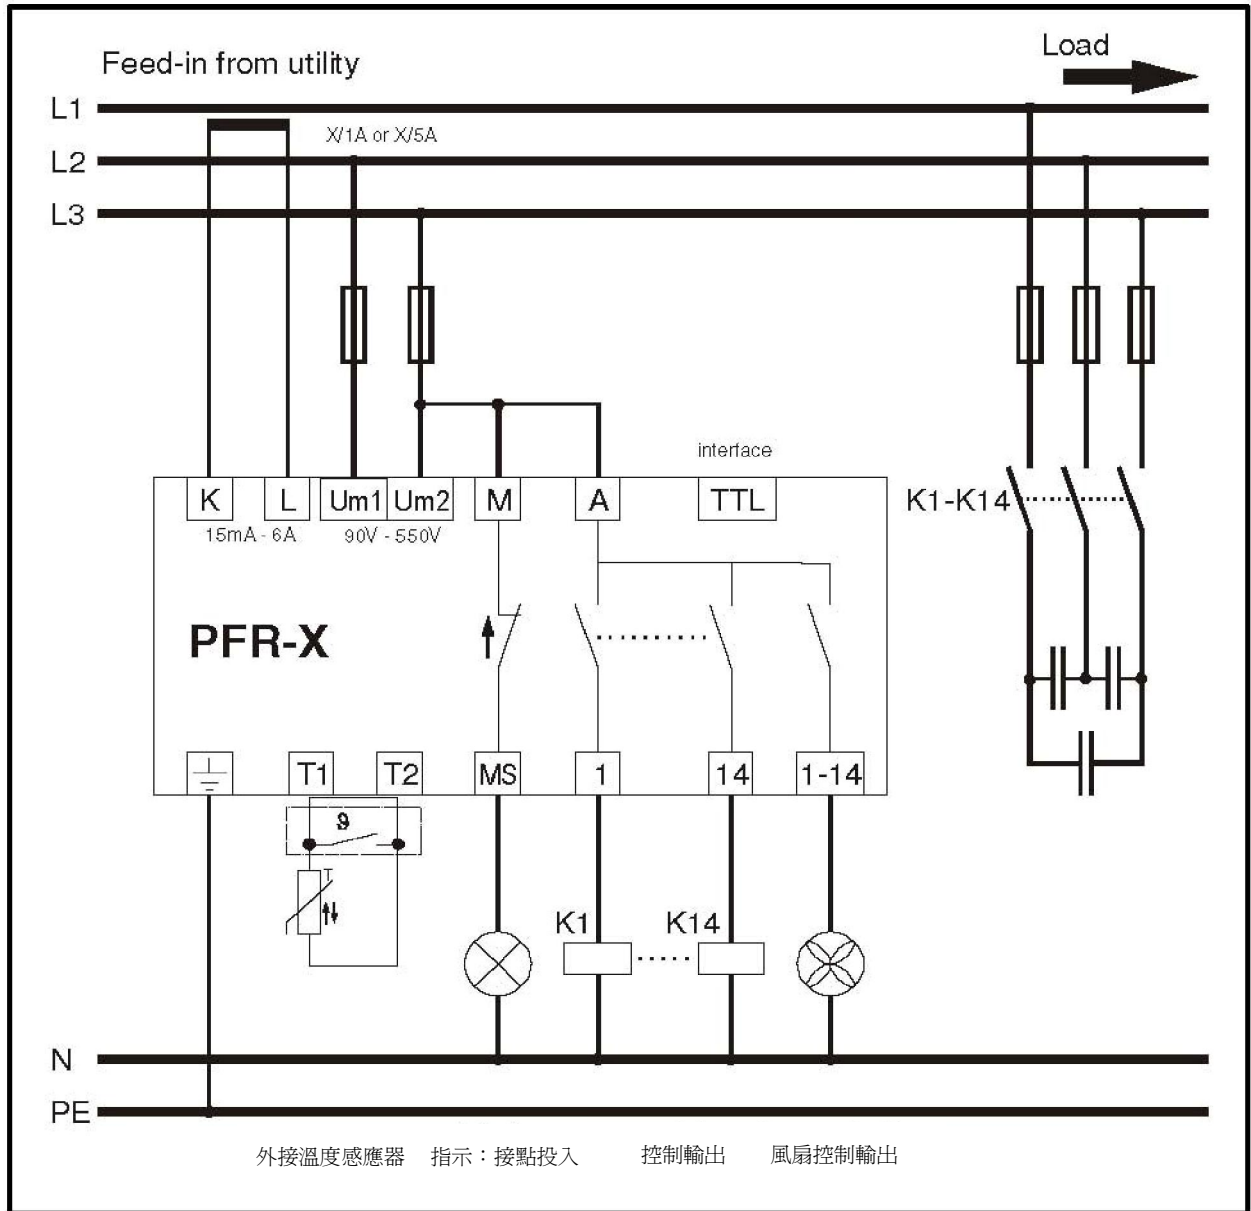 Load
Feed-in from utility
L1
X/1A or X/5A
L2
L3
interface
K L Um1 Um2 M A TTL
K1-K14
15mA - 6A 90V - 550V
PFR-X
T1 T2 MS 1 14 1-14
ϑ
T
K1 K14
N
PE
外接溫度感應器 指示：接點投入 控制輸出 風扇控制輸出